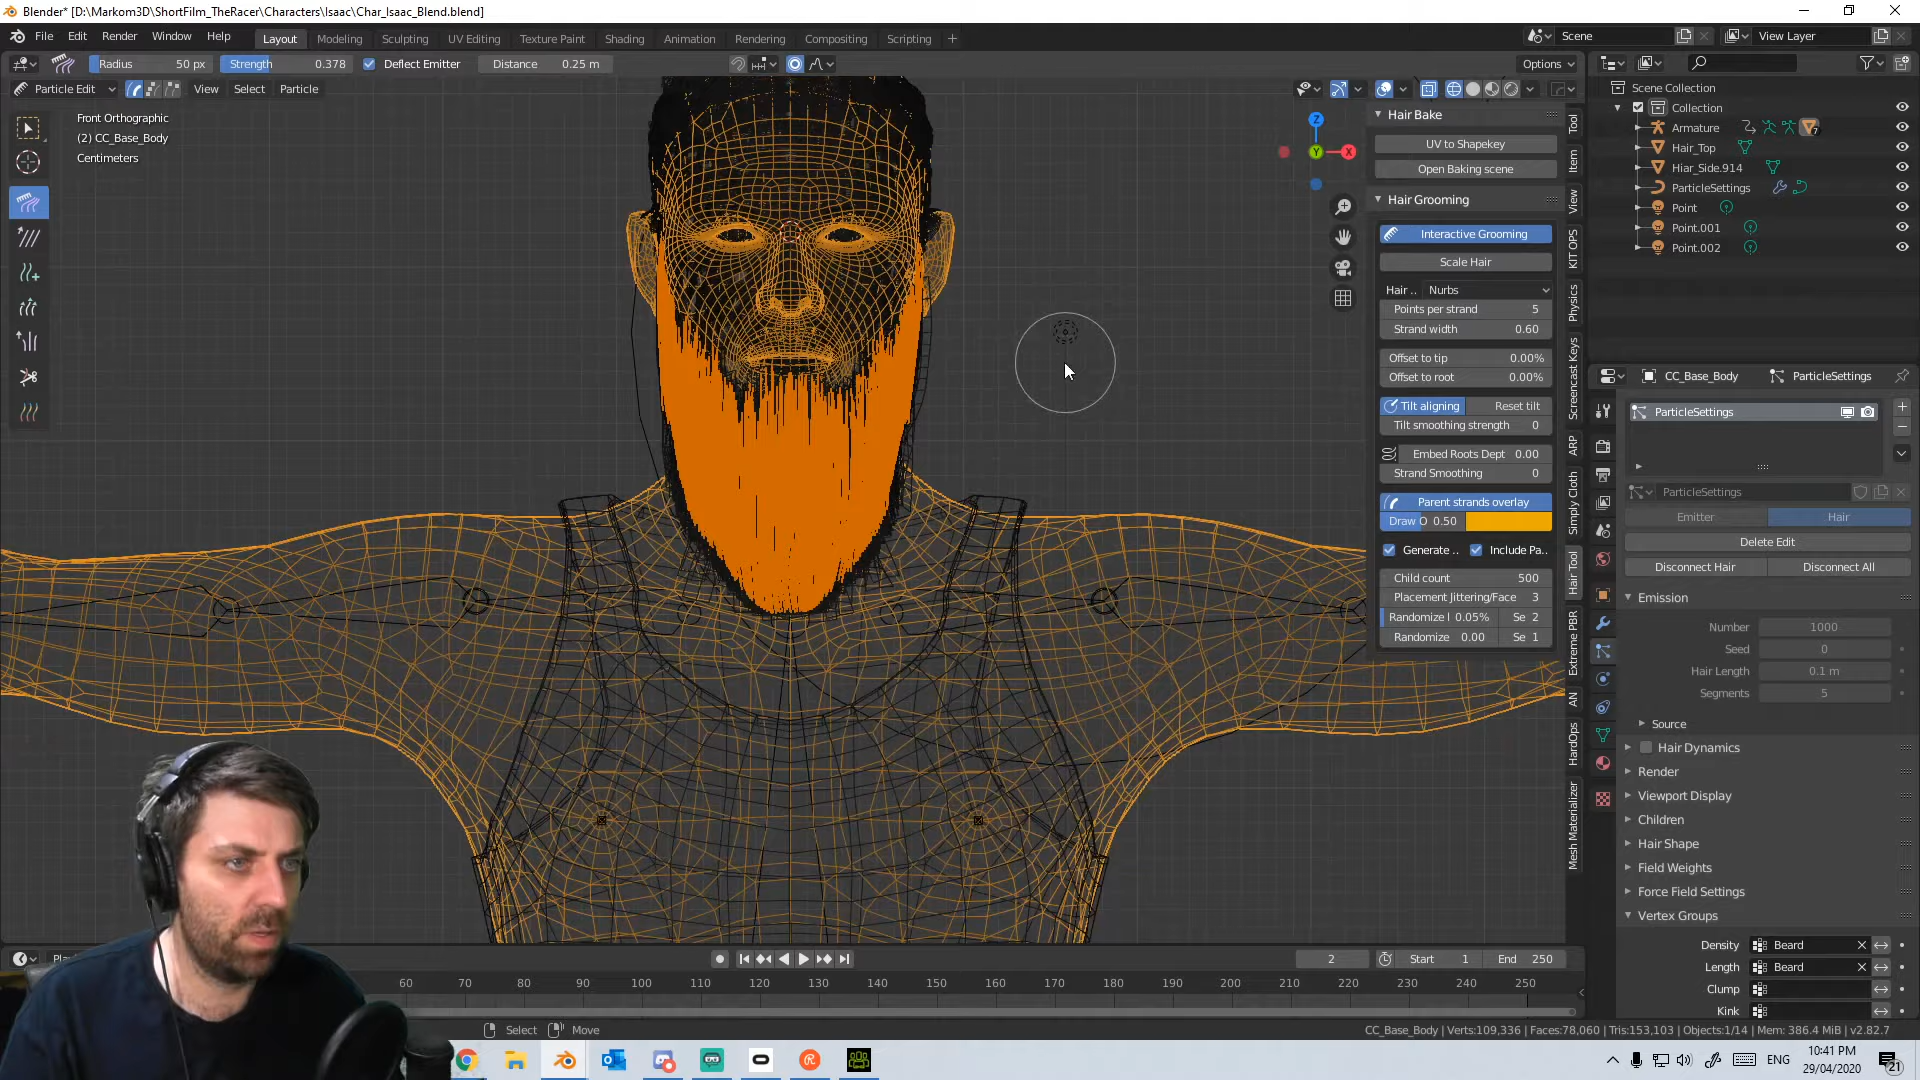 Blender* [D:\Markom3D\ShortFilm_TheRacer\Characters\Isaac\Char_Isaac_Blend.blend]
File Edit Render Window Help Layout Modeling Sculpting UV Editing Texture Paint Shading Animation Rendering Compositing Scripting + Scene View Layer
Radius 50 px Strength 0.378 Deflect Emitter Distance 0.25 m Options
Particle Edit View Select Particle
Front Orthographic
(2) CC_Base_Body
Centimeters
Z
Y
X
Hair Bake
UV to Shapekey
Open Baking scene
Hair Grooming
Interactive Grooming
Scale Hair
Hair .. Nurbs
Points per strand 5
Strand width 0.60
Offset to tip 0.00%
Offset to root 0.00%
Tilt aligning Reset tilt
Tilt smoothing strength 0
Embed Roots Dept 0.00
Strand Smoothing 0
Parent strands overlay
Draw O 0.50
Generate .. Include Pa..
Child count 500
Placement Jittering/Face 3
Randomize l 0.05% Se 2
Randomize 0.00 Se 1
Tool
Item
View
KIT OPS
Physics
Screencast Keys
ARP
Simply Cloth
Hair Tool
Extreme PBR
AN
HardOps
Mesh Materializer
Scene Collection
Collection
Armature 7
Hair_Top
Hiar_Side.914
ParticleSettings
Point
Point.001
Point.002
CC_Base_Body ParticleSettings
ParticleSettings
ParticleSettings
Emitter Hair
Delete Edit
Disconnect Hair Disconnect All
Emission
Number 1000
Seed 0
Hair Length 0.1 m
Segments 5
Source
Hair Dynamics
Render
Viewport Display
Children
Hair Shape
Field Weights
Force Field Settings
Vertex Groups
Density Beard
Length Beard
Clump
Kink
2 Start 1 End 250
60 70 80 90 100 110 120 130 140 150 160 170 180 190 200 210 220 230 240 250
Select Move
CC_Base_Body | Verts:109,336 | Faces:78,060 | Tris:153,103 | Objects:1/14 | Mem: 386.4 MiB | v2.82.7
ENG
10:41 PM
29/04/2020
21